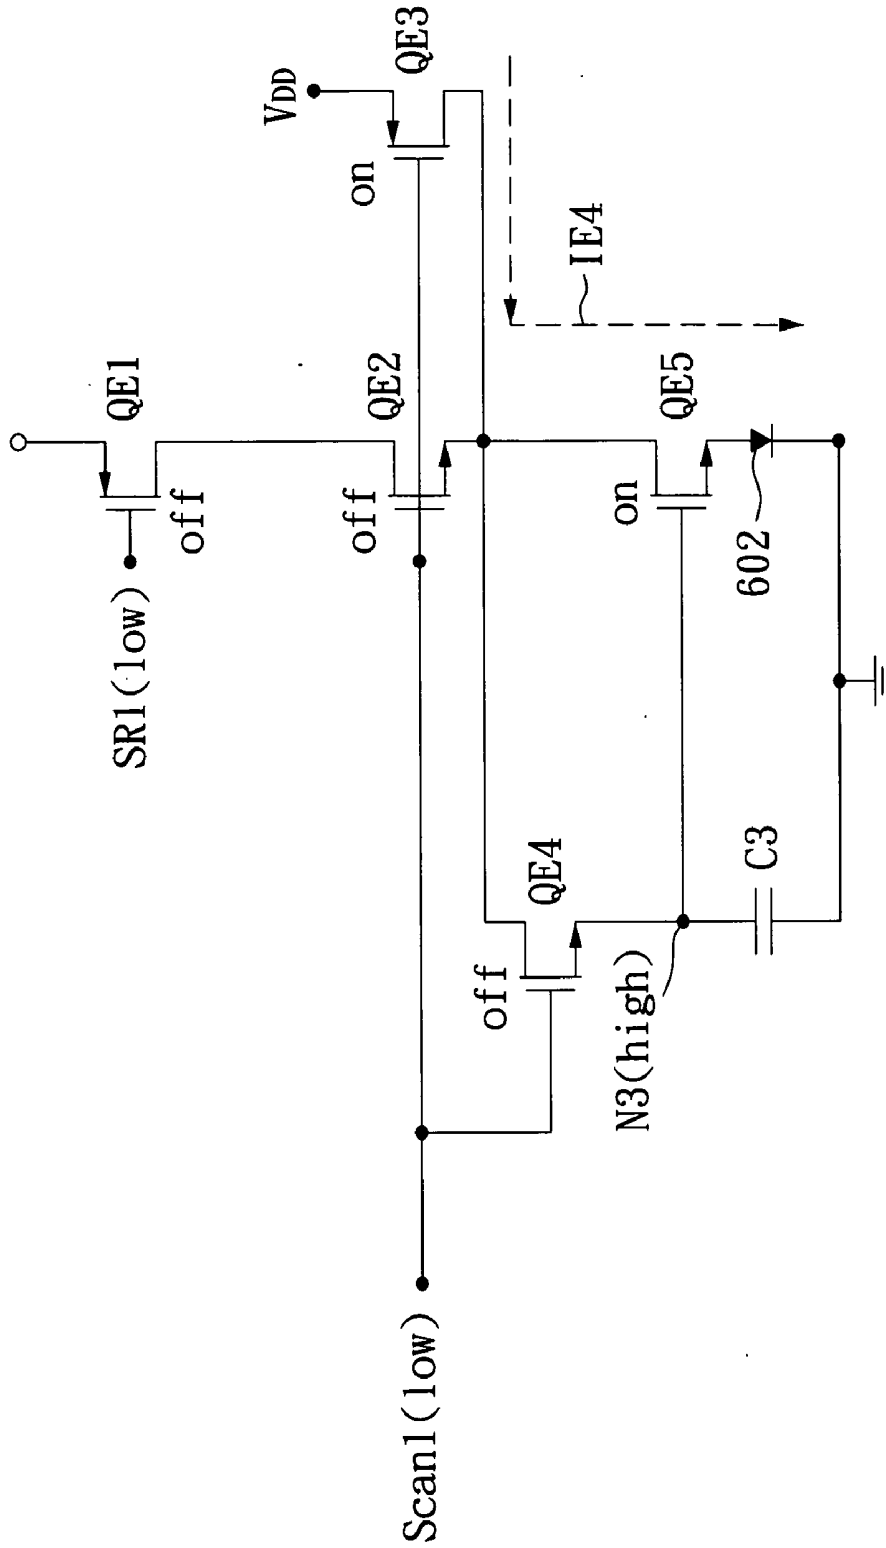 SR1(low)
off
QE1
VDD
on
QE3
Scan1(low)
off
QE2
off
QE4
IE4
N3(high)
on
QE5
602
C3